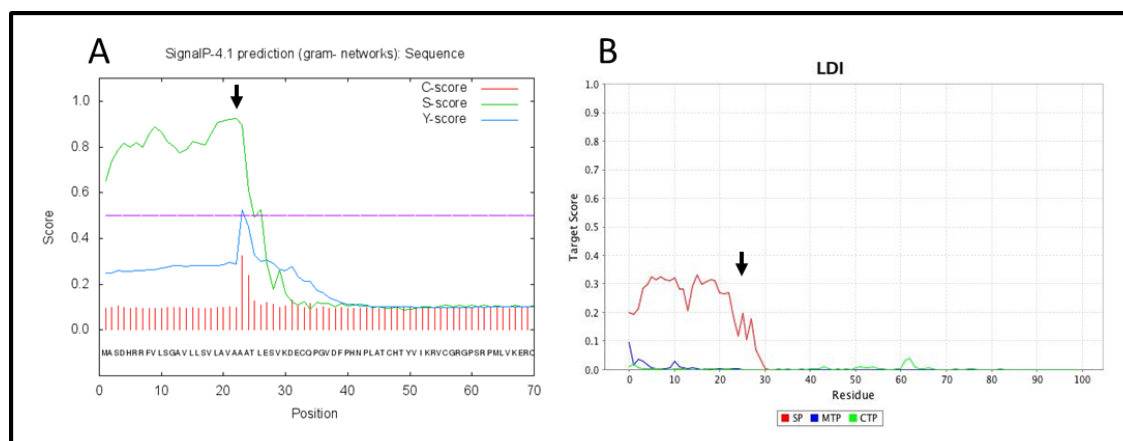 A
SignalP-4.1 prediction (gram- networks): Sequence
C-score
S-score
Y-score
1.0
0.8
0.6
0.4
0.2
0.0
Score
MASDHRRFVLSGAVLLSVLAVAAATLESVKDECQPGVDFPHNPLATCHTYVIKRVCGRGPSRPMLVKERC
0 10 20 30 40 50 60 70
Position
B
LDI
1.0
0.9
0.8
0.7
0.6
0.5
0.4
0.3
0.2
0.1
0.0
Target Score
0 10 20 30 40 50 60 70 80 90 100
Residue
SP MTP CTP